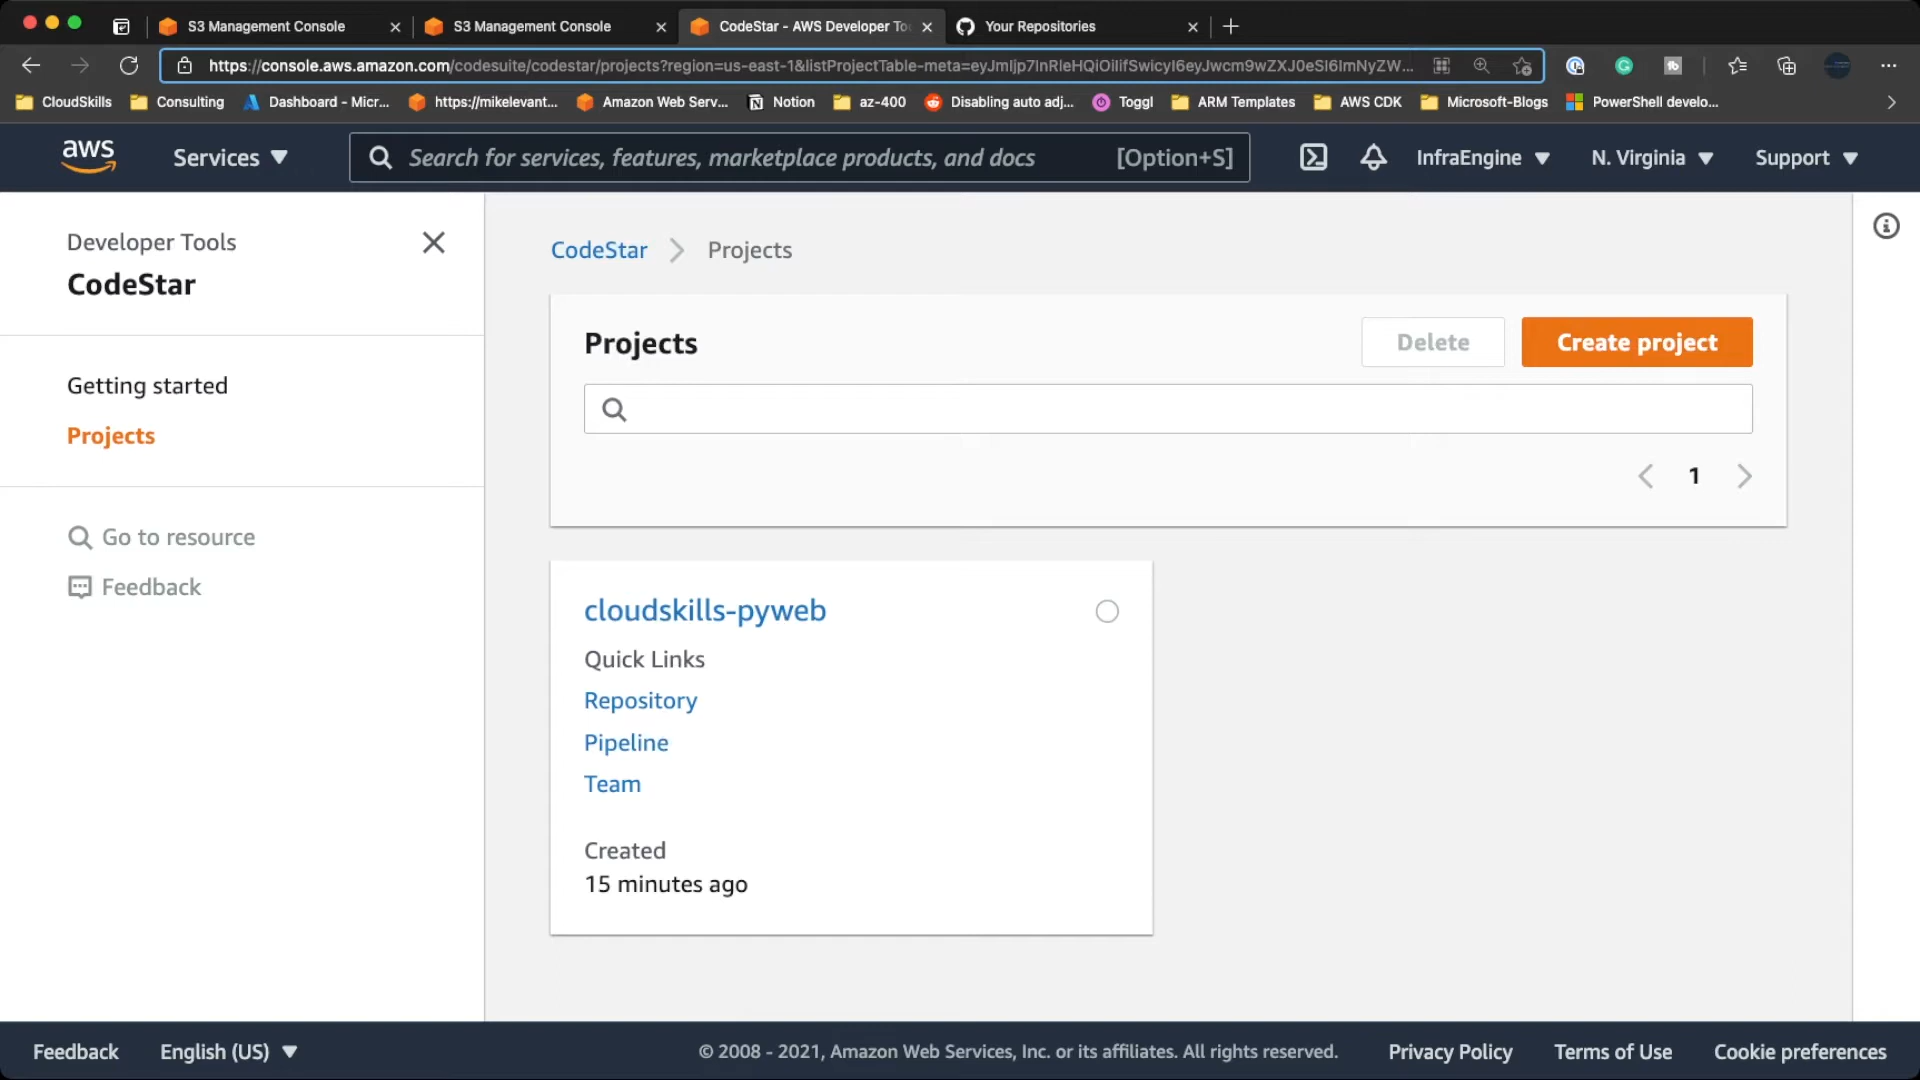 S3 Management Console
S3 Management Console
CodeStar - AWS Developer To
Your Repositories
https://console.aws.amazon.com/codesuite/codestar/projects?region=us-east-1&listProjectTable-meta=eyJmIjp7InRleHQiOiIifSwicyI6eyJwcm9wZXJ0eSI6ImNyZW...
CloudSkills
Consulting
Dashboard - Micr...
https://mikelevant...
Amazon Web Serv...
Notion
az-400
Disabling auto adj...
Toggl
ARM Templates
AWS CDK
Microsoft-Blogs
PowerShell develo...
aws
Services
Search for services, features, marketplace products, and docs
[Option+S]
InfraEngine
N. Virginia
Support
Developer Tools
CodeStar
Getting started
Projects
Go to resource
Feedback
CodeStar
Projects
Projects
Delete
Create project
1
cloudskills-pyweb
Quick Links
Repository
Pipeline
Team
Created
15 minutes ago
Feedback
English (US)
© 2008 - 2021, Amazon Web Services, Inc. or its affiliates. All rights reserved.
Privacy Policy
Terms of Use
Cookie preferences